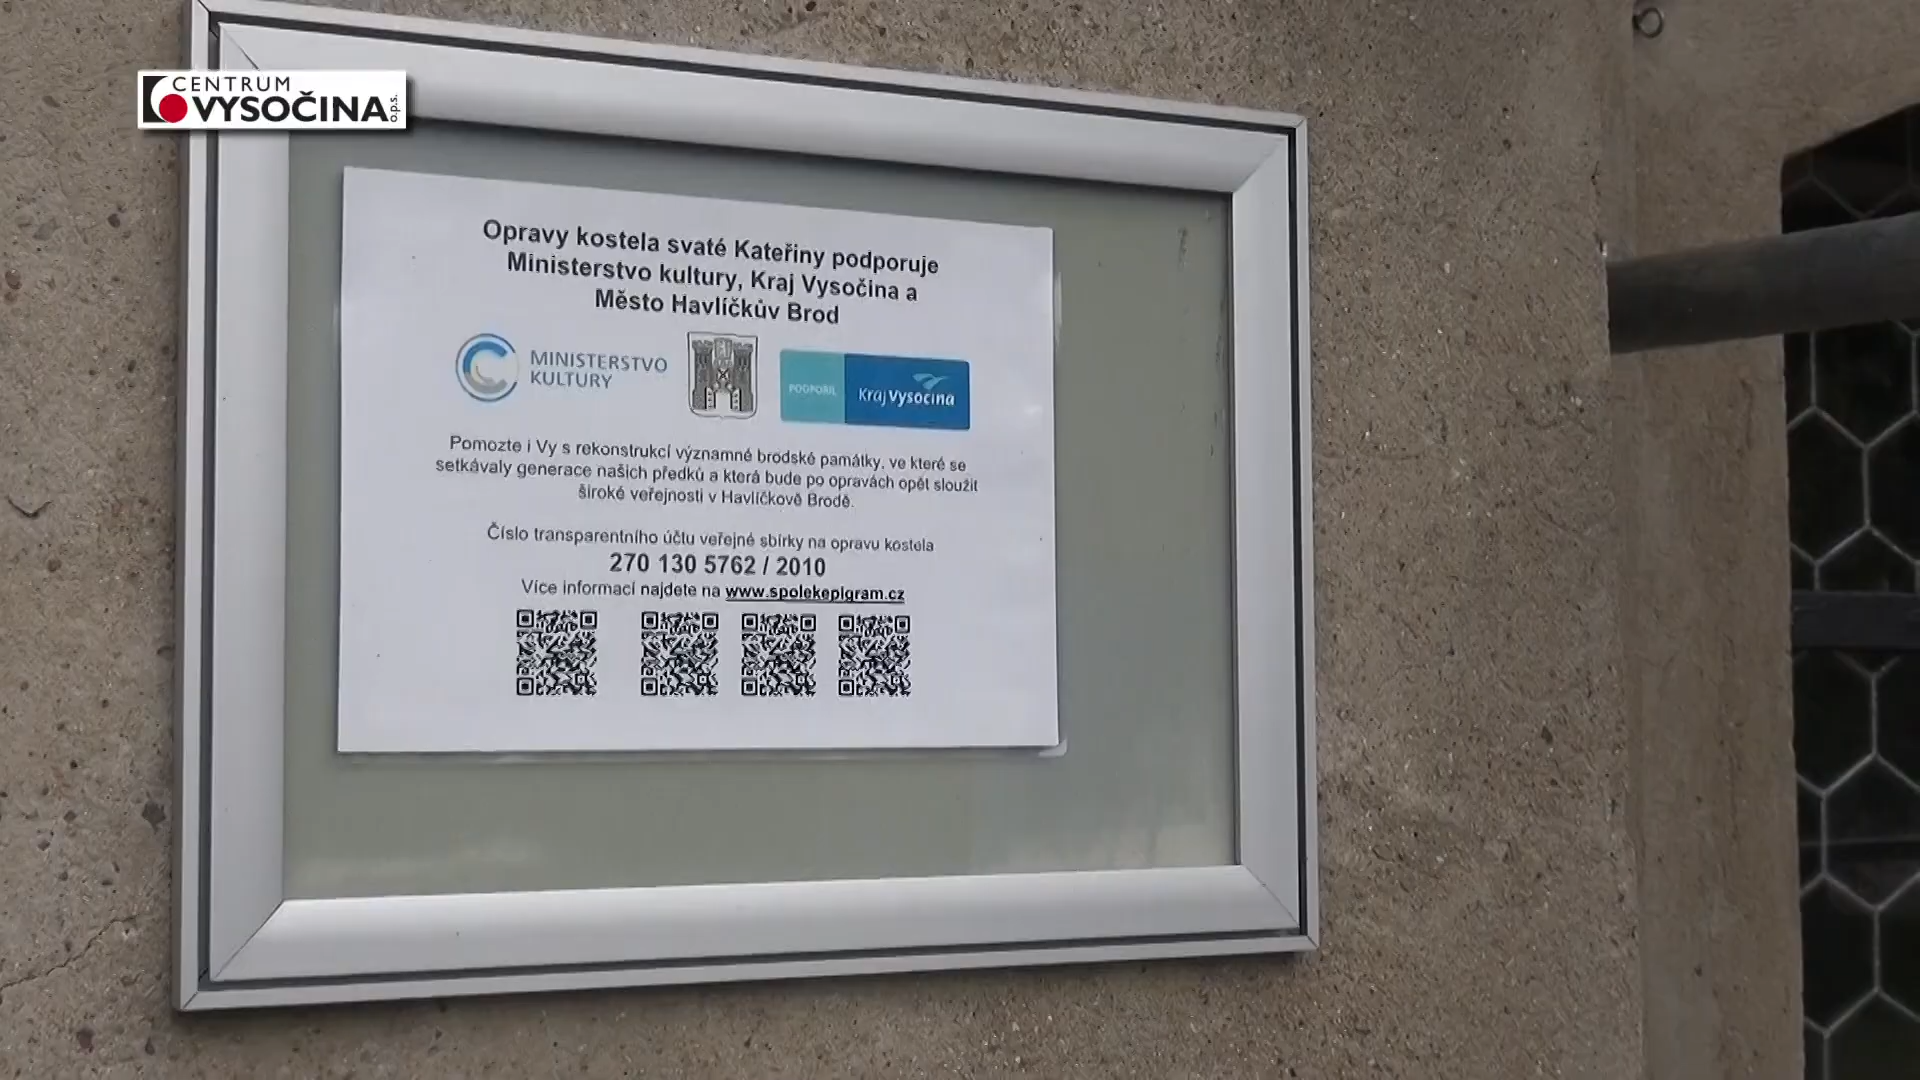 CENTRUM
VYSOČINA o.p.s.
Opravy kostela svaté Kateřiny podporuje
Ministerstvo kultury, Kraj Vysočina a
Město Havlíčkův Brod
MINISTERSTVO
KULTURY
PODPOŘIL
Kraj Vysočina
Pomozte i Vy s rekonstrukcí významné brodské památky, ve které se
setkávaly generace našich předků a která bude po opravách opět sloužit
široké veřejnosti v Havlíčkově Brodě.
Číslo transparentního účtu veřejné sbírky na opravu kostela
270 130 5762 / 2010
Více informací najdete na www.spolekepigram.cz